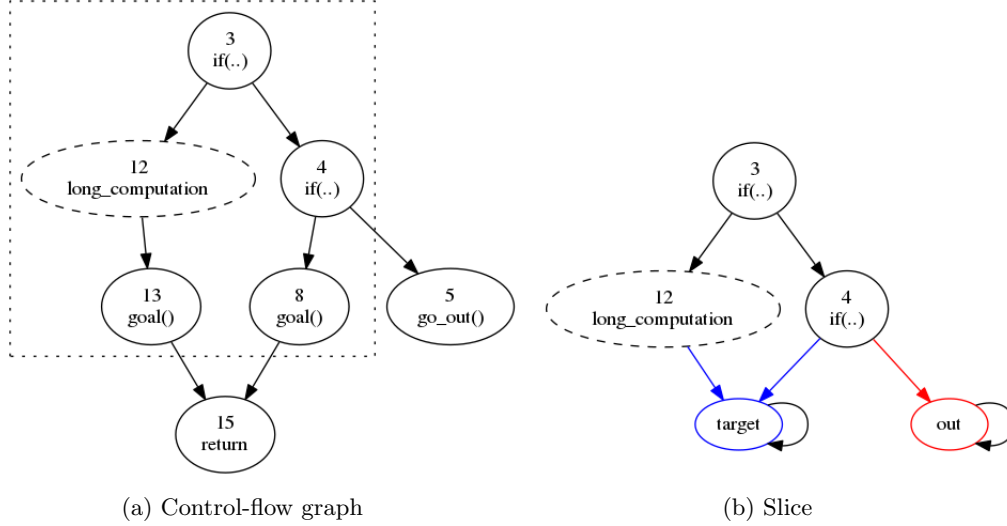 3
if(..)
12
long_computation
4
if(..)
13
goal()
8
goal()
5
go_out()
15
return
(a) Control-flow graph
3
if(..)
12
long_computation
4
if(..)
target
out
(b) Slice